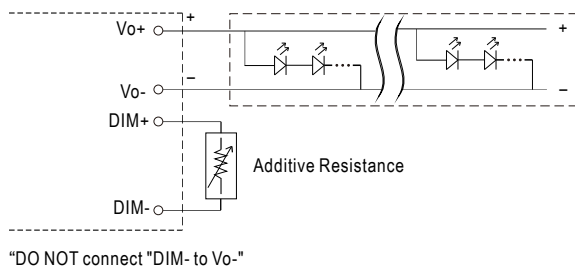 Vo+ + +
Vo- − −
DIM+
Additive Resistance
DIM-
“DO NOT connect "DIM- to Vo-"